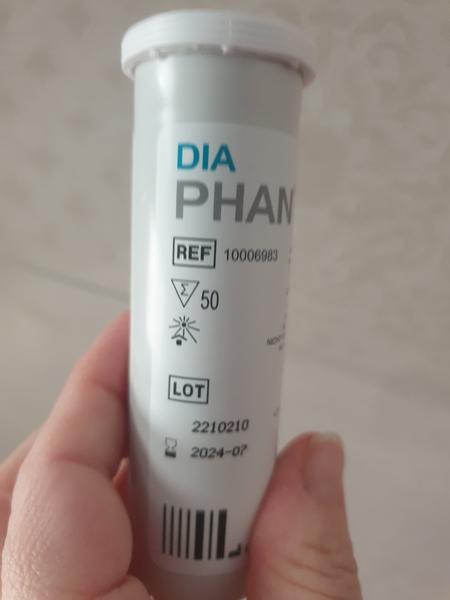 DIA
PHAN
REF 10006983
Σ 50
LOT
2210210
2024-07